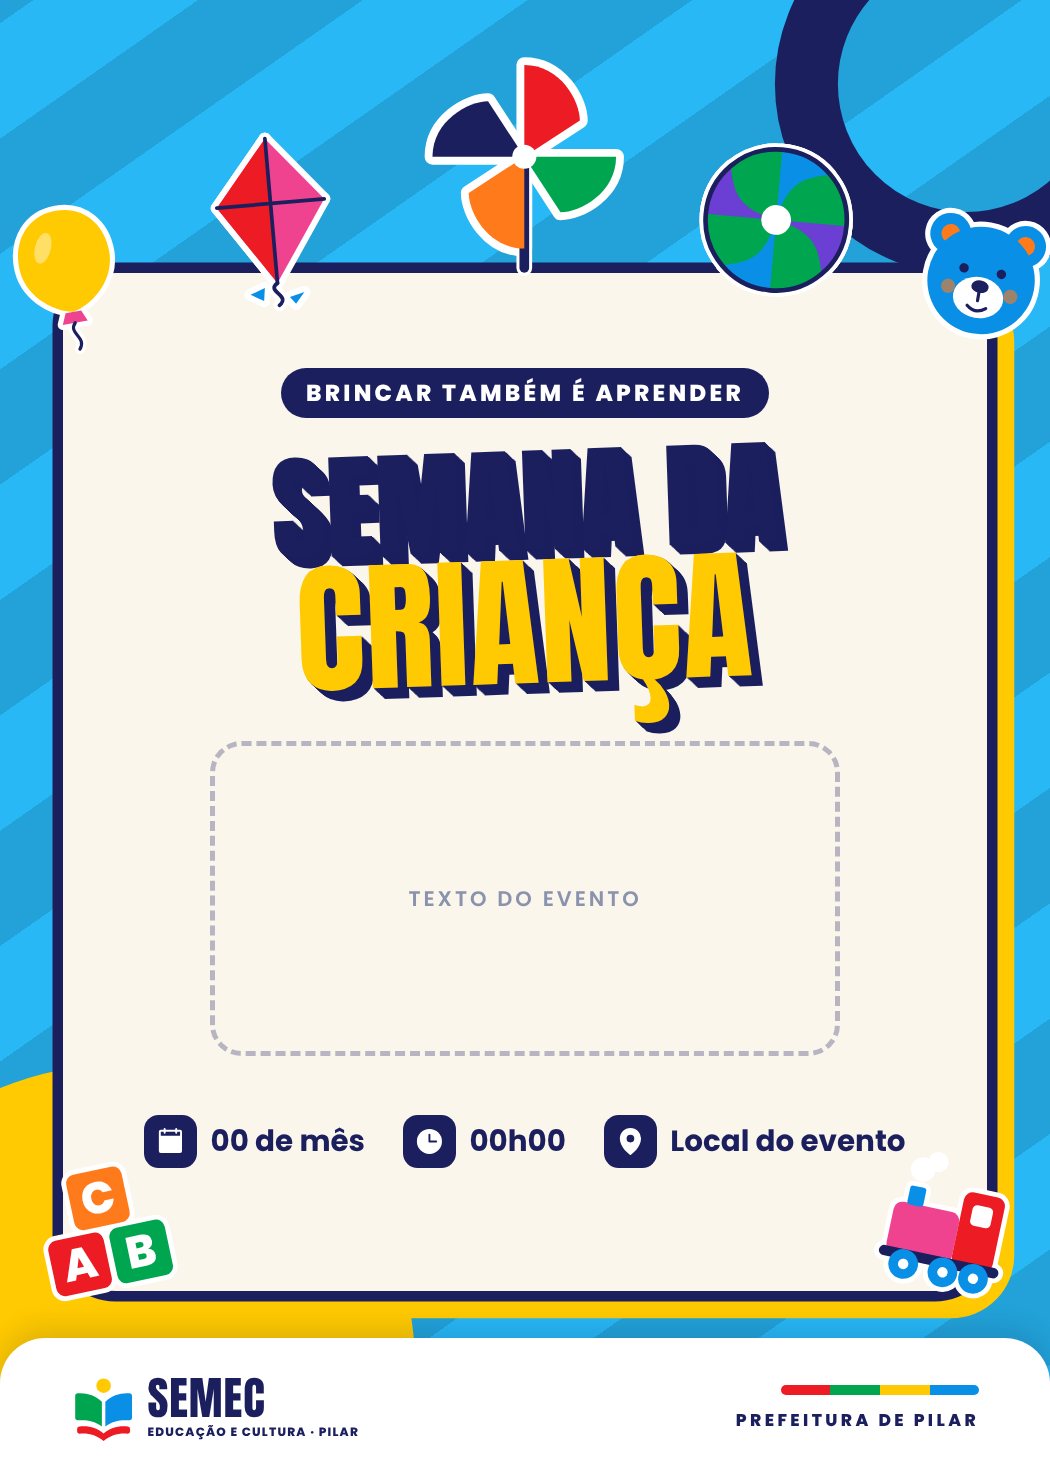 BRINCAR TAMBÉM É APRENDER
SEMANA DA
CRIANÇA
TEXTO DO EVENTO
00 de mês
00h00
Local do evento
C
A B
SEMEC
EDUCAÇÃO E CULTURA · PILAR
PREFEITURA DE PILAR